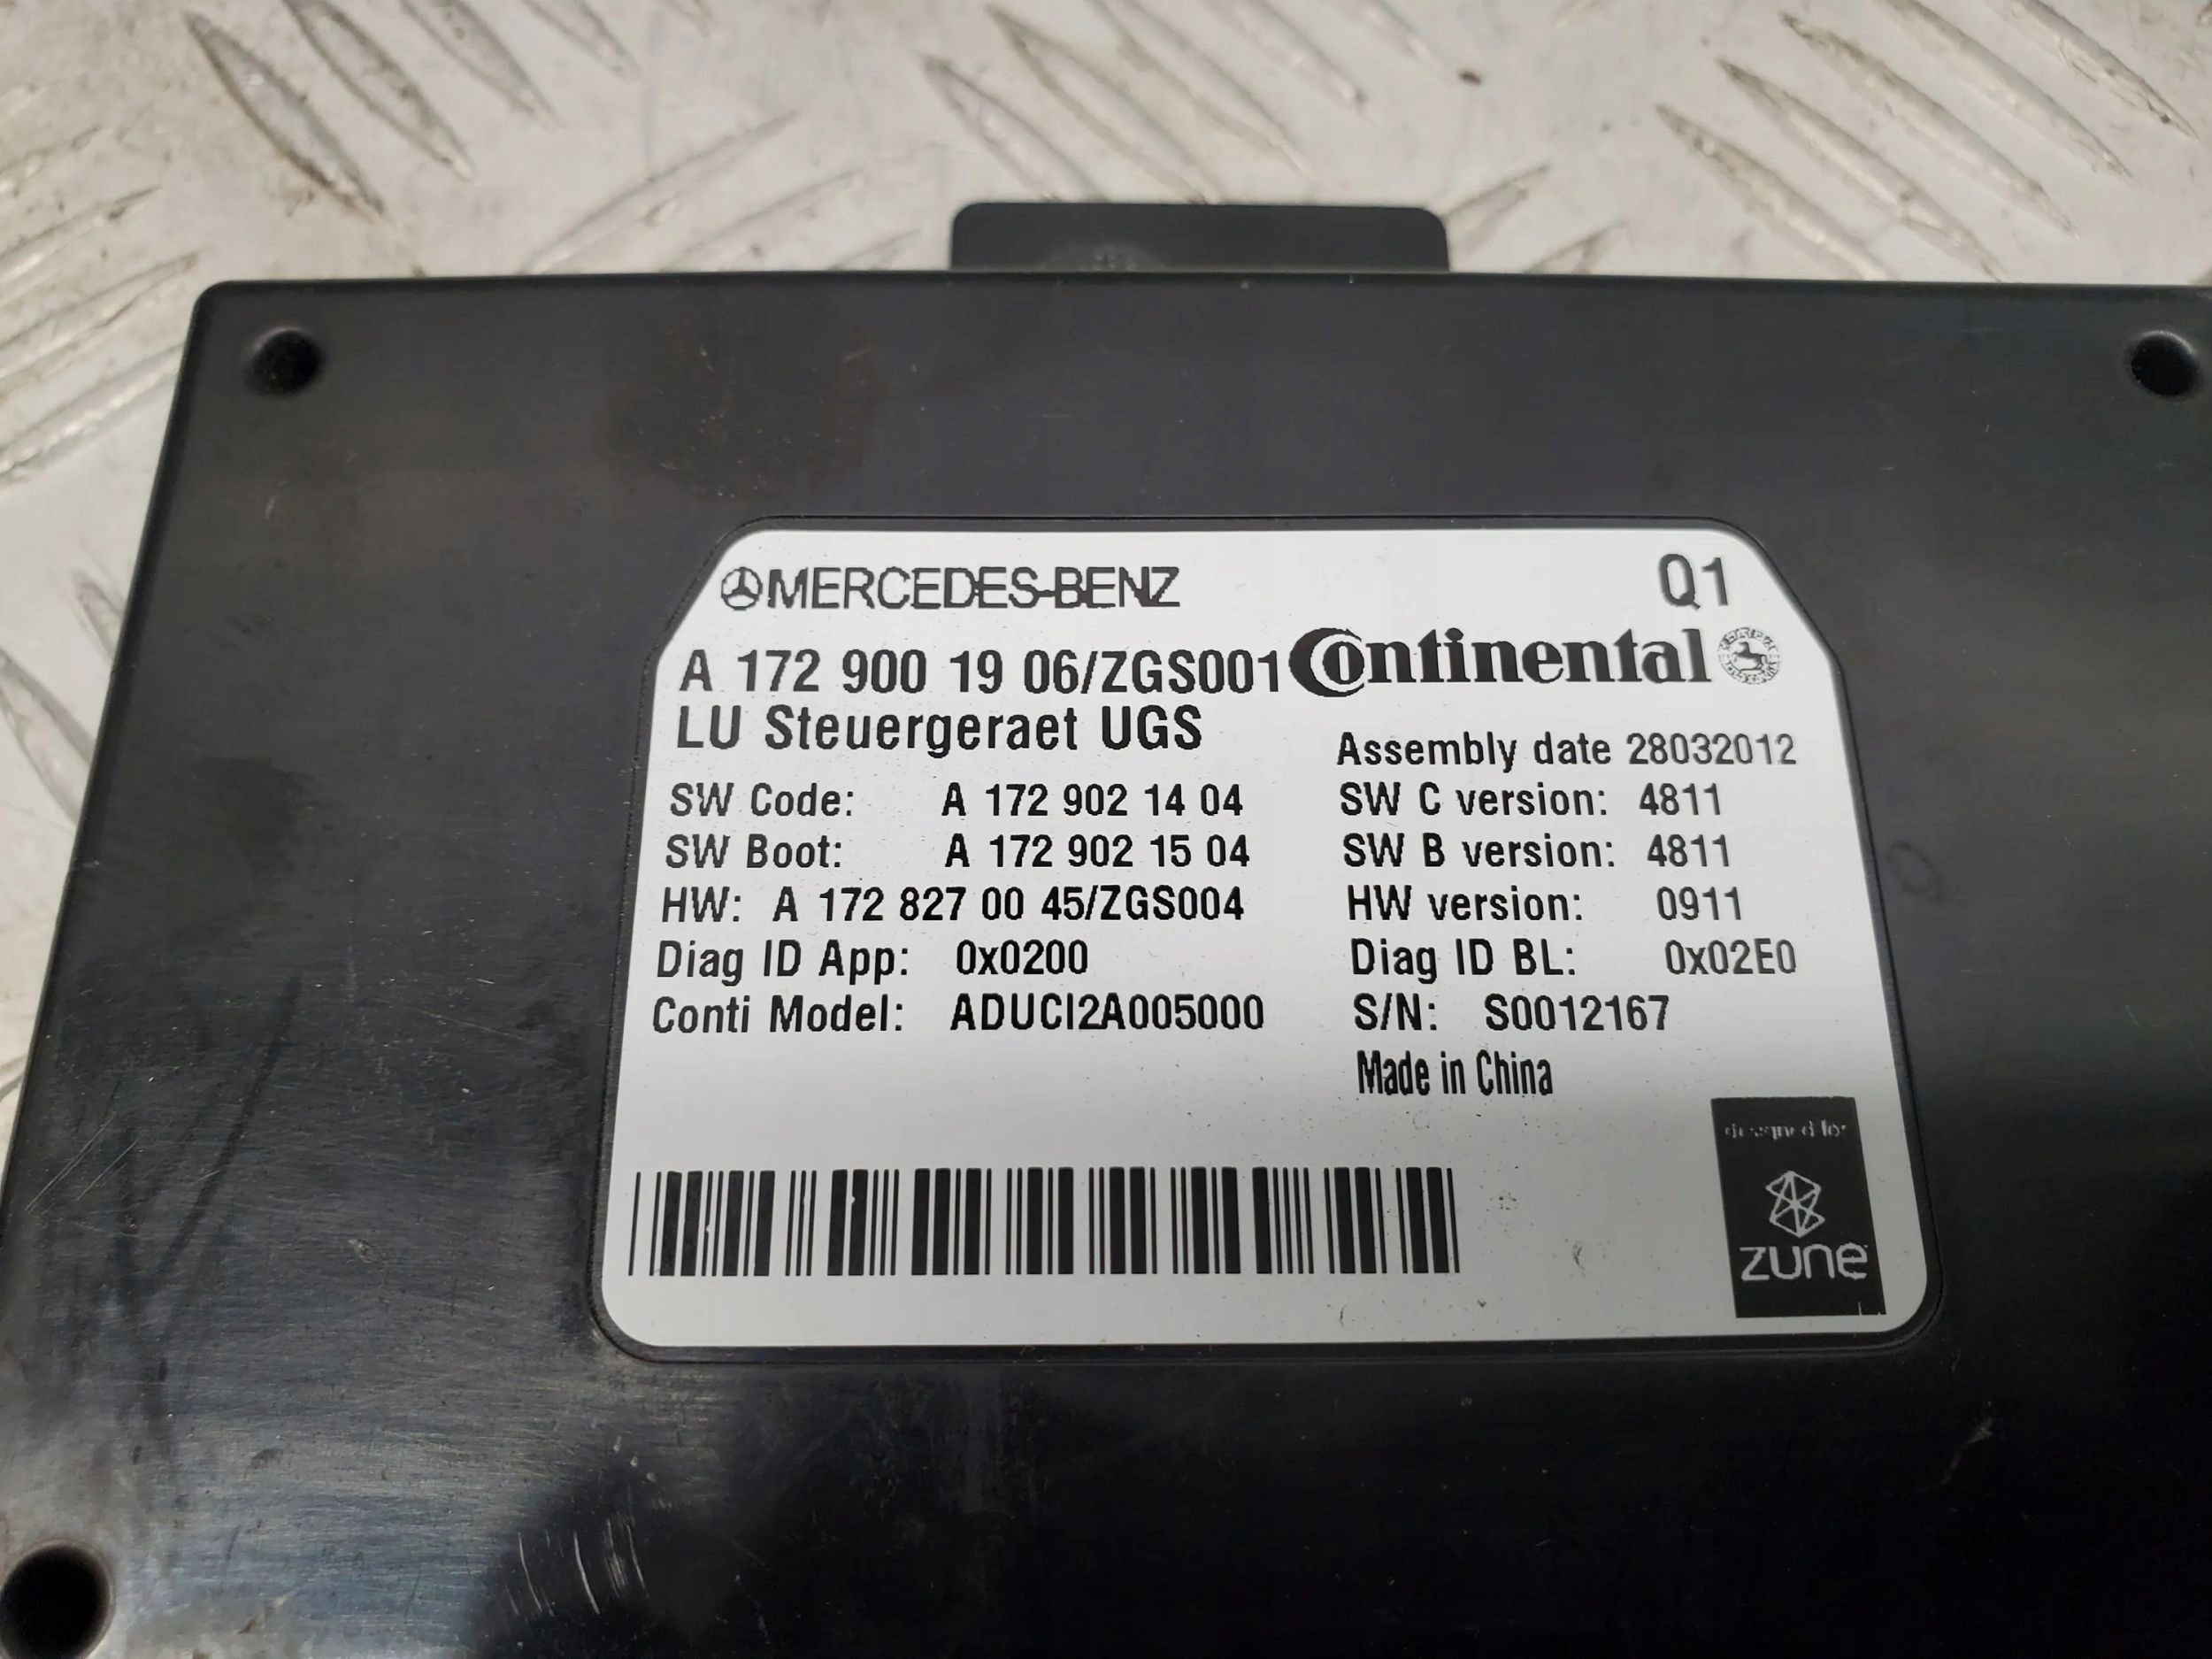 MERCEDES-BENZ Q1
A 172 900 19 06/ZGS001 Continental
LU Steuergeraet UGS
Assembly date 28032012
SW Code: A 172 902 14 04 SW C version: 4811
SW Boot: A 172 902 15 04 SW B version: 4811
HW: A 172 827 00 45/ZGS004 HW version: 0911
Diag ID App: 0x0200 Diag ID BL: 0x02E0
Conti Model: ADUCI2A005000 S/N: S0012167
Made in China
designed for
zune